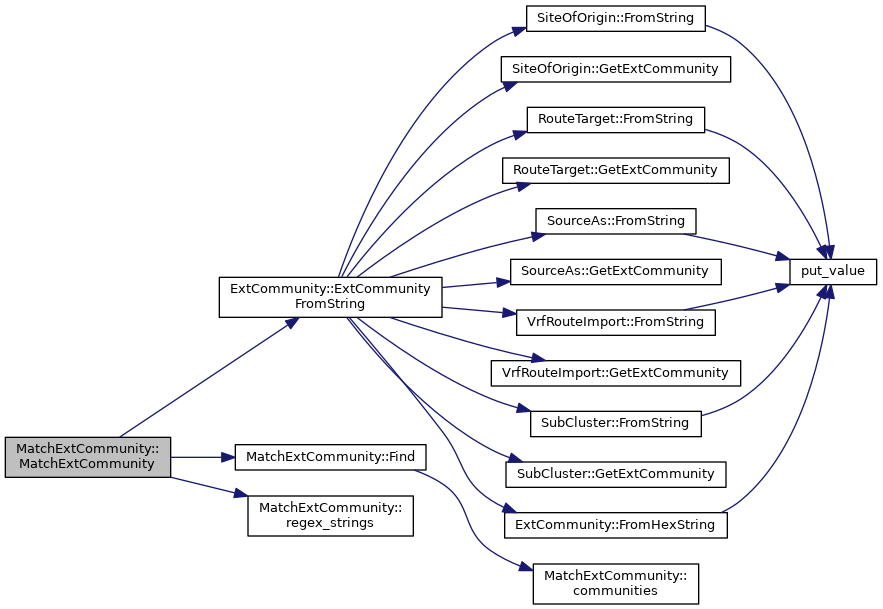 SiteOfOrigin::FromString
SiteOfOrigin::GetExtCommunity
RouteTarget::FromString
RouteTarget::GetExtCommunity
SourceAs::FromString
SourceAs::GetExtCommunity
put_value
ExtCommunity::ExtCommunity
FromString
VrfRouteImport::FromString
VrfRouteImport::GetExtCommunity
SubCluster::FromString
MatchExtCommunity::
MatchExtCommunity
MatchExtCommunity::Find
SubCluster::GetExtCommunity
MatchExtCommunity::
regex_strings
ExtCommunity::FromHexString
MatchExtCommunity::
communities